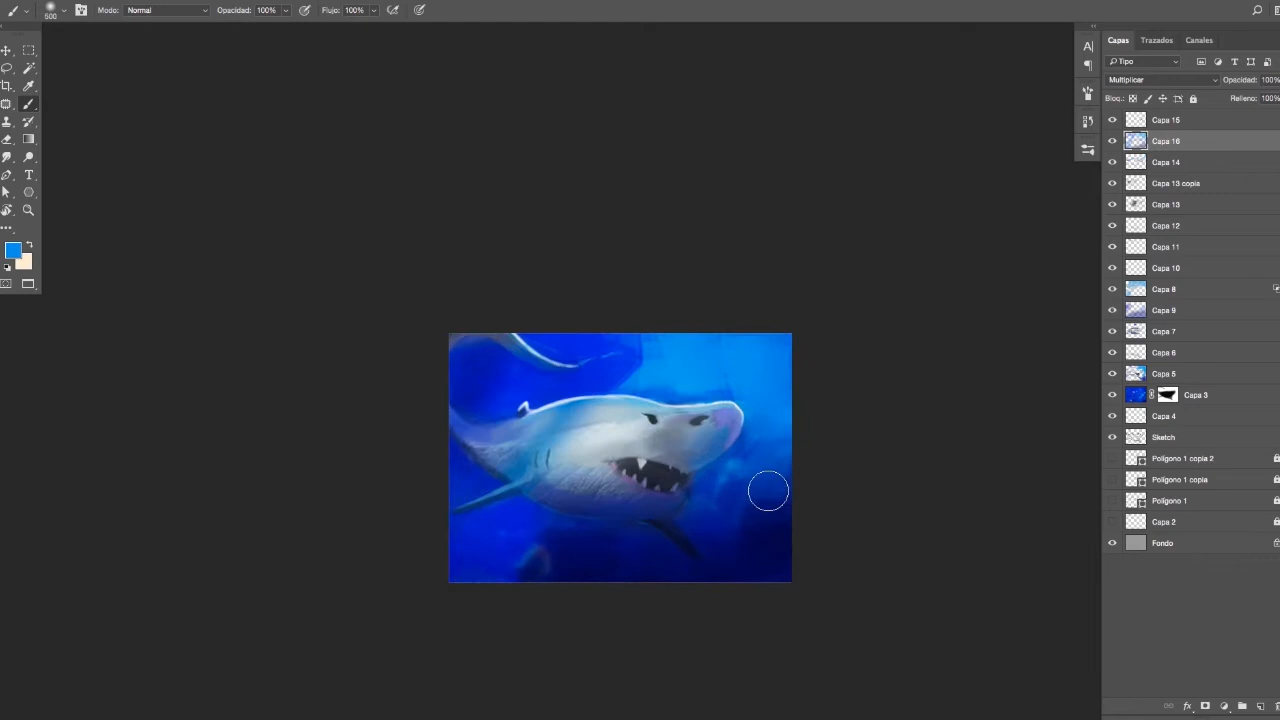 500 Modo: Normal Opacidad: 100% Flujo: 100%
Capas Trazados Canales
Tipo
Multiplicar Opacidad: 100%
Bloq.: Relleno: 100%
Capa 15
Capa 16
Capa 14
Capa 13 copia
Capa 13
Capa 12
Capa 11
Capa 10
Capa 8
Capa 9
Capa 7
Capa 6
Capa 5
Capa 3
Capa 4
Sketch
Polígono 1 copia 2
Polígono 1 copia
Polígono 1
Capa 2
Fondo